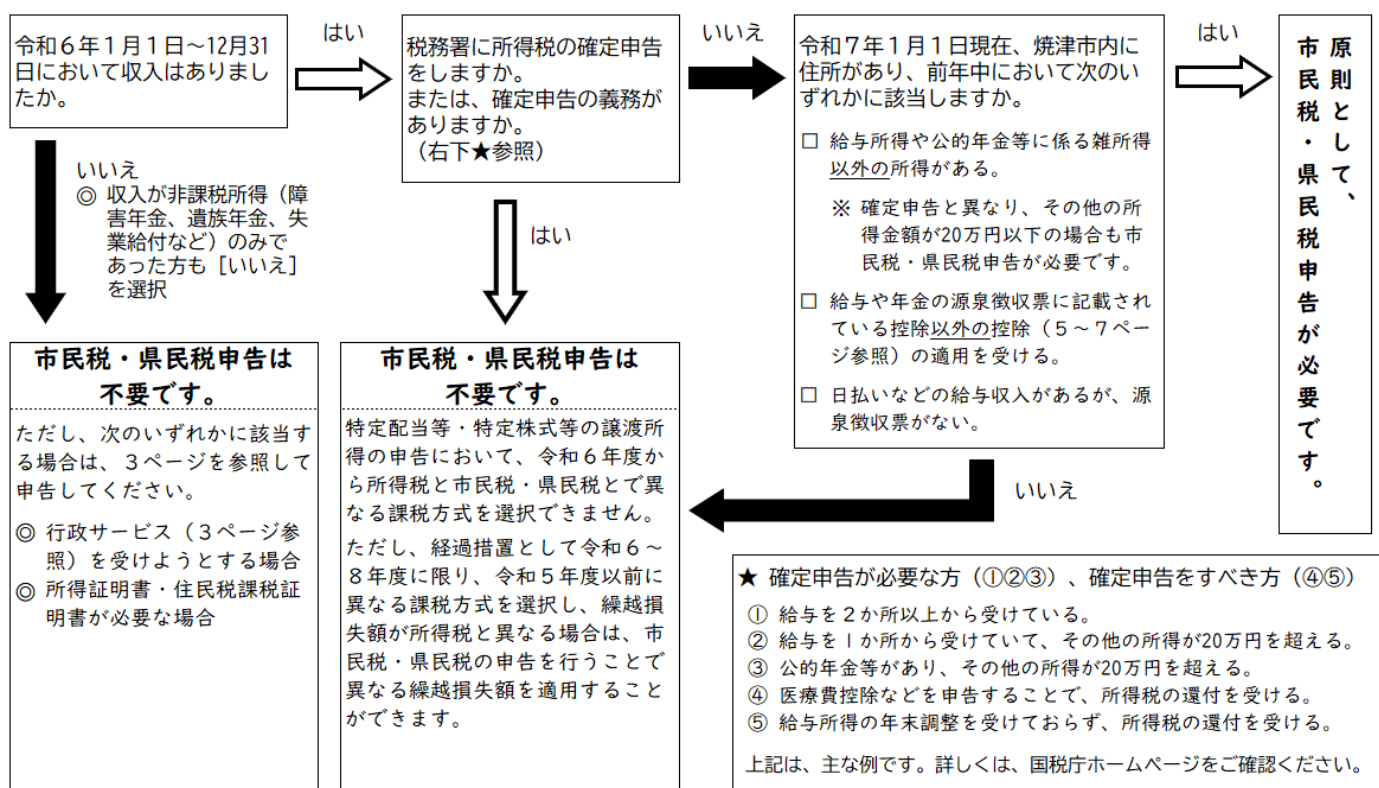 令和６年１月１日～12月31
日において収入はありまし
たか。
はい
税務署に所得税の確定申告
をしますか。
または、確定申告の義務が
ありますか。
（右下★参照）
いいえ
令和７年１月１日現在、焼津市内に
住所があり、前年中において次のい
ずれかに該当しますか。
□ 給与所得や公的年金等に係る雑所得
以外の所得がある。
※ 確定申告と異なり、その他の所
得金額が20万円以下の場合も市
民税・県民税申告が必要です。
□ 給与や年金の源泉徴収票に記載され
ている控除以外の控除（５～７ペー
ジ参照）の適用を受ける。
□ 日払いなどの給与収入があるが、源
泉徴収票がない。
はい
原則として、
市民税・県民税申告が必要です。
いいえ
◎ 収入が非課税所得（障
害年金、遺族年金、失
業給付など）のみで
あった方も［いいえ］
を選択
はい
いいえ
市民税・県民税申告は
不要です。
ただし、次のいずれかに該当す
る場合は、３ページを参照して
申告してください。
◎ 行政サービス（３ページ参
照）を受けようとする場合
◎ 所得証明書・住民税課税証
明書が必要な場合
市民税・県民税申告は
不要です。
特定配当等・特定株式等の譲渡所
得の申告において、令和６年度か
ら所得税と市民税・県民税とで異
なる課税方式を選択できません。
ただし、経過措置として令和６～
８年度に限り、令和５年度以前に
異なる課税方式を選択し、繰越損
失額が所得税と異なる場合は、市
民税・県民税の申告を行うことで
異なる繰越損失額を適用すること
ができます。
★ 確定申告が必要な方（①②③）、確定申告をすべき方（④⑤）
① 給与を２か所以上から受けている。
② 給与を１か所から受けていて、その他の所得が20万円を超える。
③ 公的年金等があり、その他の所得が20万円を超える。
④ 医療費控除などを申告することで、所得税の還付を受ける。
⑤ 給与所得の年末調整を受けておらず、所得税の還付を受ける。
上記は、主な例です。詳しくは、国税庁ホームページをご確認ください。